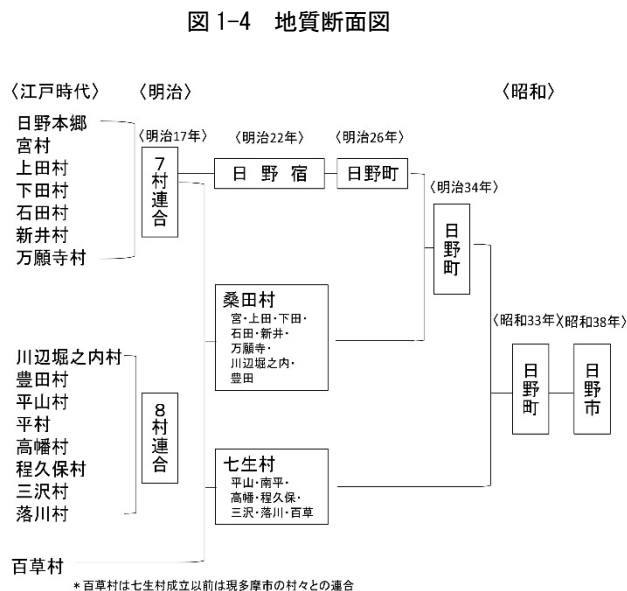 図1-4 地質断面図
〈江戸時代〉
〈明治〉
〈昭和〉
日野本郷
宮村
上田村
下田村
石田村
新井村
万願寺村
〈明治17年〉
7村連合
〈明治22年〉
日野宿
〈明治26年〉
日野町
〈明治34年〉
日野町
桑田村
宮・上田・下田・
石田・新井・
万願寺・
川辺堀之内・
豊田
〈昭和33年〉
〈昭和38年〉
日野町
日野市
川辺堀之内村
豊田村
平山村
平村
高幡村
程久保村
三沢村
落川村
8村連合
七生村
平山・南平・
高幡・程久保・
三沢・落川・百草
百草村
*百草村は七生村成立以前は現多摩市の村々との連合